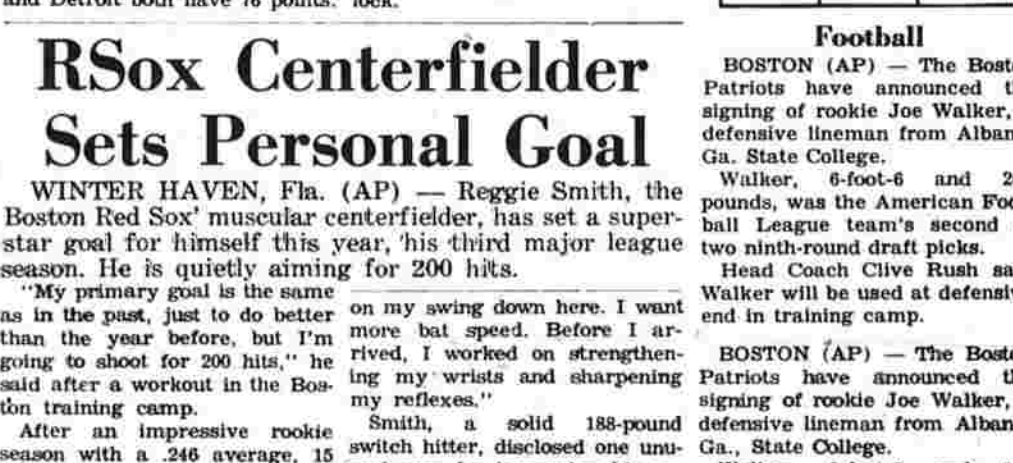 and Detroit both have 76 points.
RSox Centerfielder
Sets Personal Goal
WINTER HAVEN, Fla. (AP) — Reggie Smith, the
Boston Red Sox' muscular centerfielder, has set a super-
star goal for himself this year, his third major league
season. He is quietly aiming for 200 hits.
"My primary goal is the same
as in the past, just to do better
than the year before, but I'm
going to shoot for 200 hits," he
said after a workout in the Bos-
ton training camp.
After an impressive rookie
season with a .246 average, 15
on my swing down here. I want
more bat speed. Before I ar-
rived, I worked on strengthen-
ing my wrists and sharpening
my reflexes."
Smith, a solid 188-pound
switch hitter, disclosed one unu-
Football
BOSTON (AP) — The Bost
Patriots have announced t
signing of rookie Joe Walker,
defensive lineman from Alban
Ga. State College.
Walker, 6-foot-6 and 2
pounds, was the American Foo
ball League team's second
two ninth-round draft picks.
Head Coach Clive Rush sa
Walker will be used at defensiv
end in training camp.
BOSTON (AP) — The Bost
Patriots have announced t
signing of rookie Joe Walker,
defensive lineman from Alban
Ga., State College.